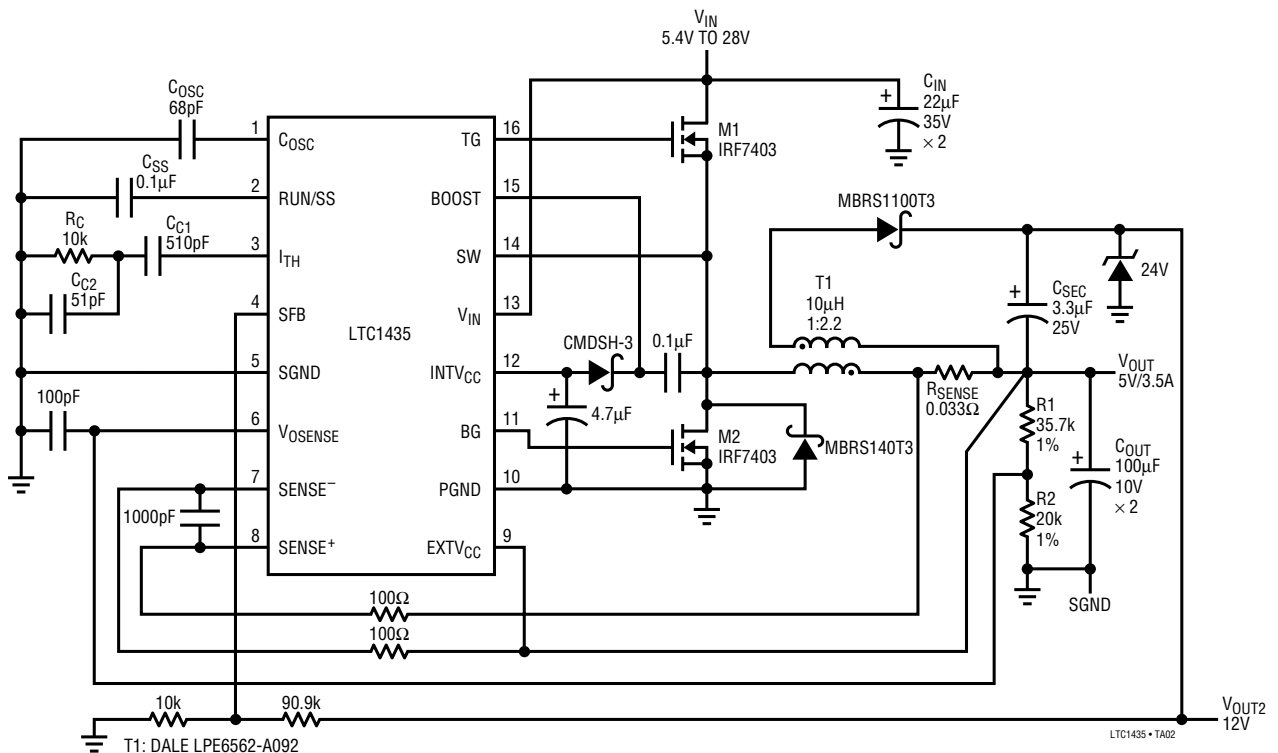 V_IN
5.4V TO 28V
C_OSC
68pF
C_SS
0.1µF
R_C
10k
C_C1
510pF
C_C2
51pF
100pF
1000pF
1
2
3
4
5
6
7
8
C_OSC
RUN/SS
I_TH
SFB
SGND
V_OSENSE
SENSE⁻
SENSE⁺
LTC1435
TG
BOOST
SW
V_IN
INTV_CC
BG
PGND
EXTV_CC
16
15
14
13
12
11
10
9
M1
IRF7403
+
C_IN
22µF
35V
× 2
MBRS1100T3
24V
+
C_SEC
3.3µF
25V
T1
10µH
1:2.2
CMDSH-3
0.1µF
+
4.7µF
M2
IRF7403
MBRS140T3
R_SENSE
0.033Ω
V_OUT
5V/3.5A
R1
35.7k
1%
+
C_OUT
100µF
10V
× 2
R2
20k
1%
SGND
100Ω
100Ω
10k
90.9k
V_OUT2
12V
T1: DALE LPE6562-A092
LTC1435 • TA02